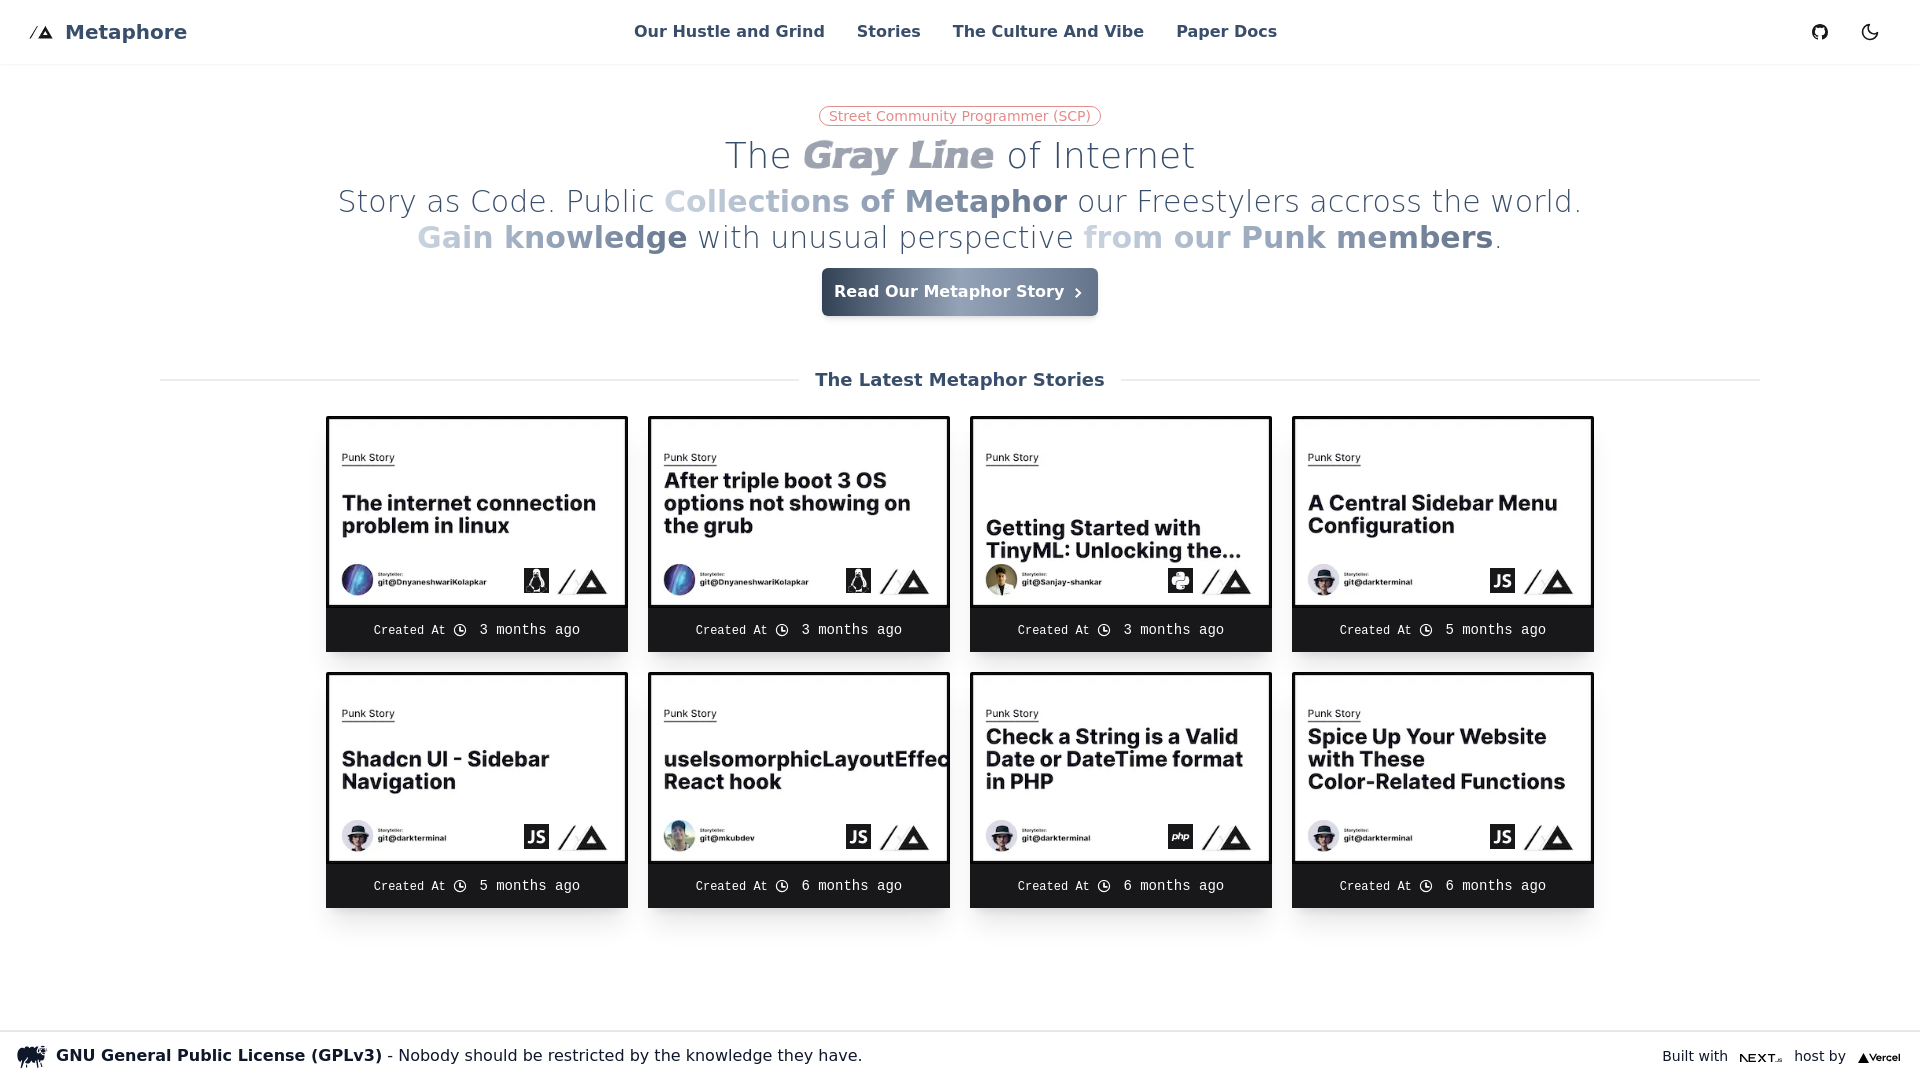 Metaphore
Our Hustle and Grind
Stories
The Culture And Vibe
Paper Docs
Street Community Programmer (SCP)
The Gray Line of Internet
Story as Code. Public Collections of Metaphor our Freestylers accross the world.
Gain knowledge with unusual perspective from our Punk members.
Read Our Metaphor Story
The Latest Metaphor Stories
Punk Story
The internet connection
problem in linux
Storyteller:
git@DnyaneshwariKolapkar
Created At 3 months ago
Punk Story
After triple boot 3 OS
options not showing on
the grub
Storyteller:
git@DnyaneshwariKolapkar
Created At 3 months ago
Punk Story
Getting Started with
TinyML: Unlocking the...
Storyteller:
git@Sanjay-shankar
Created At 3 months ago
Punk Story
A Central Sidebar Menu
Configuration
Storyteller:
git@darkterminal
JS
Created At 5 months ago
Punk Story
Shadcn UI - Sidebar
Navigation
Storyteller:
git@darkterminal
JS
Created At 5 months ago
Punk Story
useIsomorphicLayoutEffec
React hook
Storyteller:
git@mkubdev
JS
Created At 6 months ago
Punk Story
Check a String is a Valid
Date or DateTime format
in PHP
Storyteller:
git@darkterminal
php
Created At 6 months ago
Punk Story
Spice Up Your Website
with These
Color-Related Functions
Storyteller:
git@darkterminal
JS
Created At 6 months ago
GNU General Public License (GPLv3) - Nobody should be restricted by the knowledge they have.
Built with NEXT.js host by Vercel